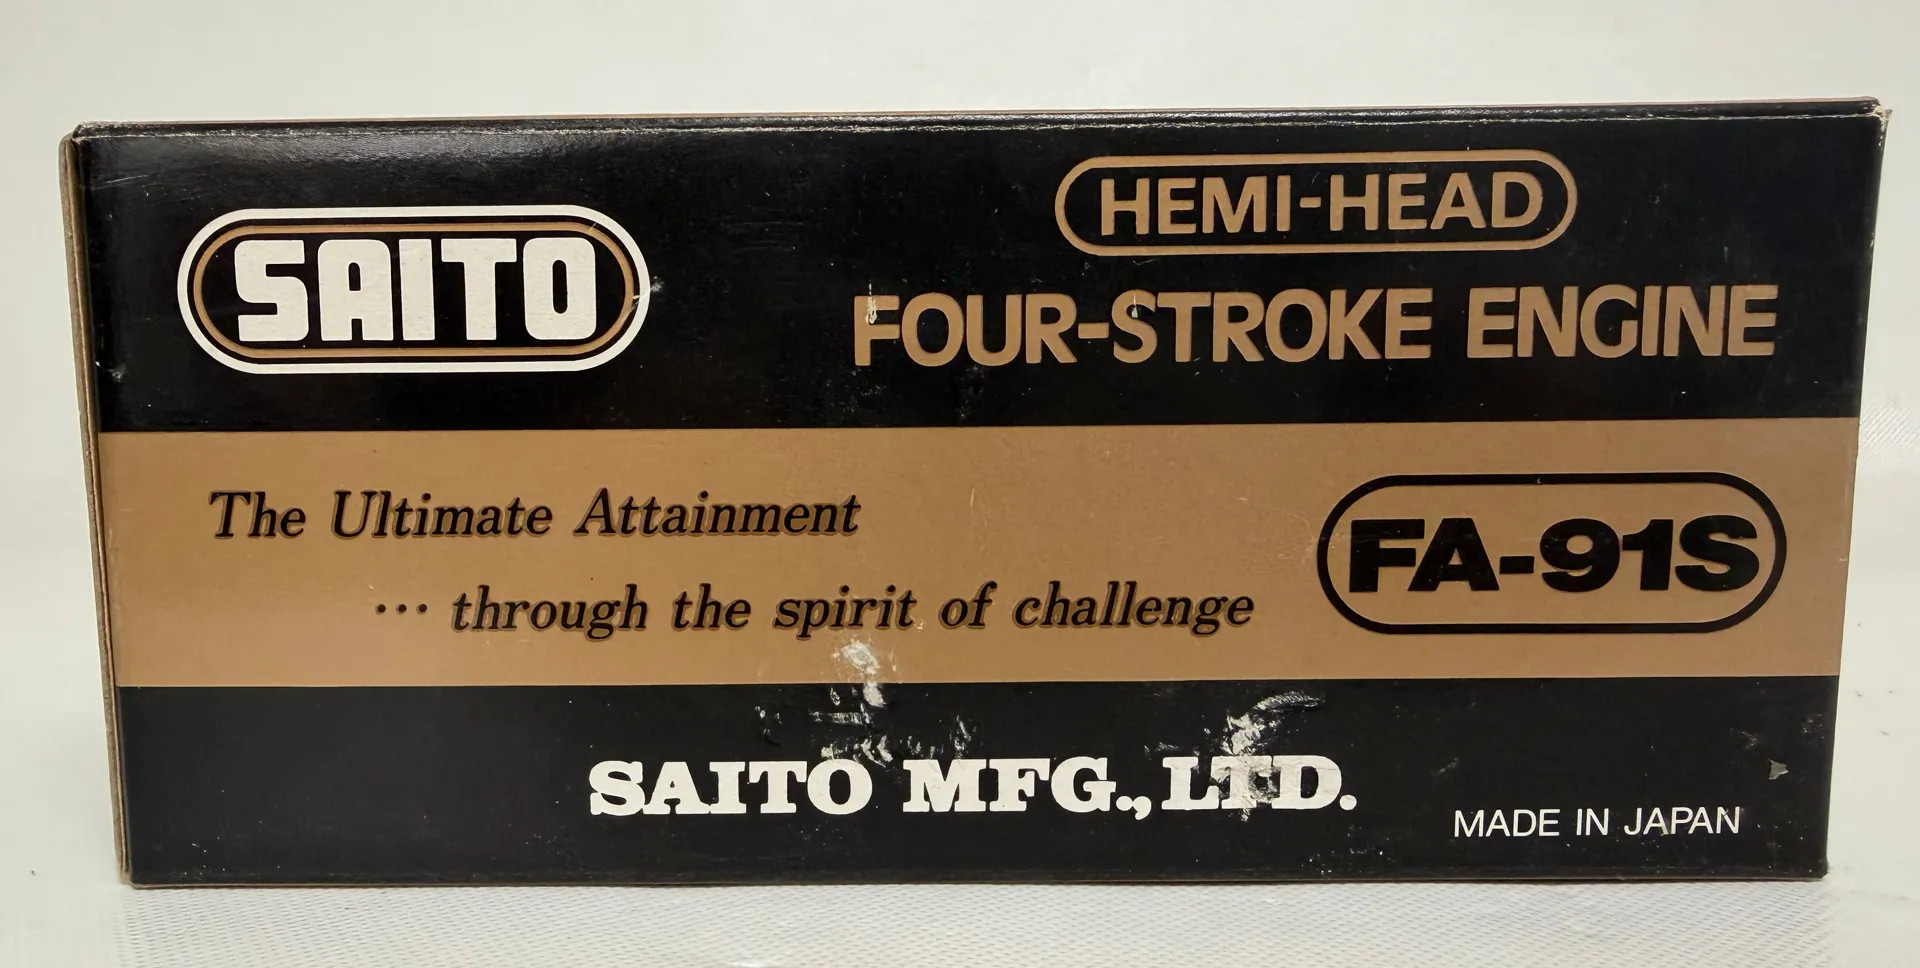 SAITO
HEMI-HEAD
FOUR-STROKE ENGINE
The Ultimate Attainment
··· through the spirit of challenge
FA-91S
SAITO MFG., LTD.
MADE IN JAPAN